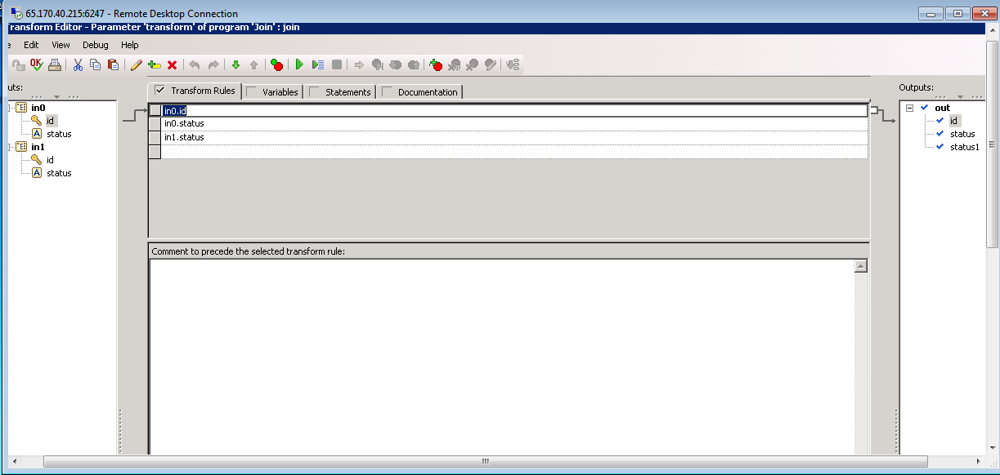 65.170.40.215:6247 - Remote Desktop Connection
ransform Editor - Parameter 'transform' of program 'Join' : join
e Edit View Debug Help
OK
uts:
Transform Rules Variables Statements Documentation
Outputs:
in0
id
A status
in1
id
A status
in0.id
in0.status
in1.status
out
id
status
status1
Comment to precede the selected transform rule: